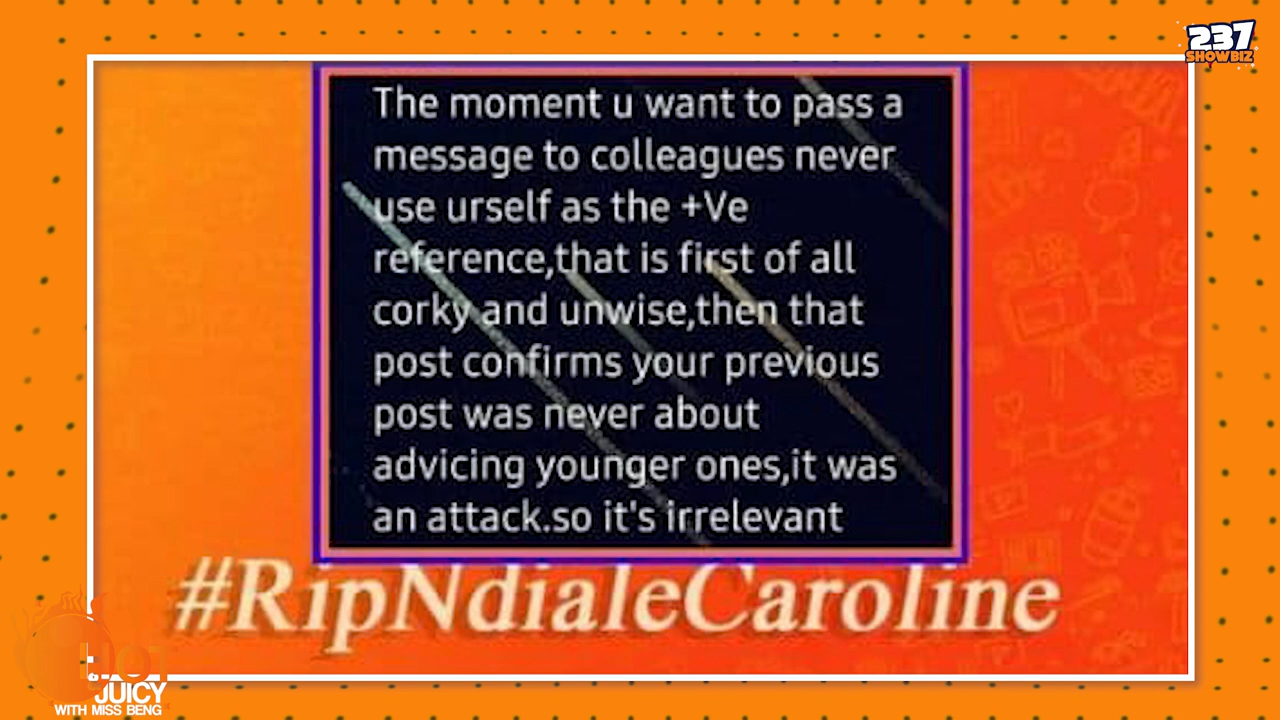 237
SHOWBIZ
The moment u want to pass a
message to colleagues never
use urself as the +Ve
reference,that is first of all
corky and unwise,then that
post confirms your previous
post was never about
advicing younger ones,it was
an attack.so it's irrelevant
#RipNdialeCaroline
HOT
JUICY
WITH MISS BENG